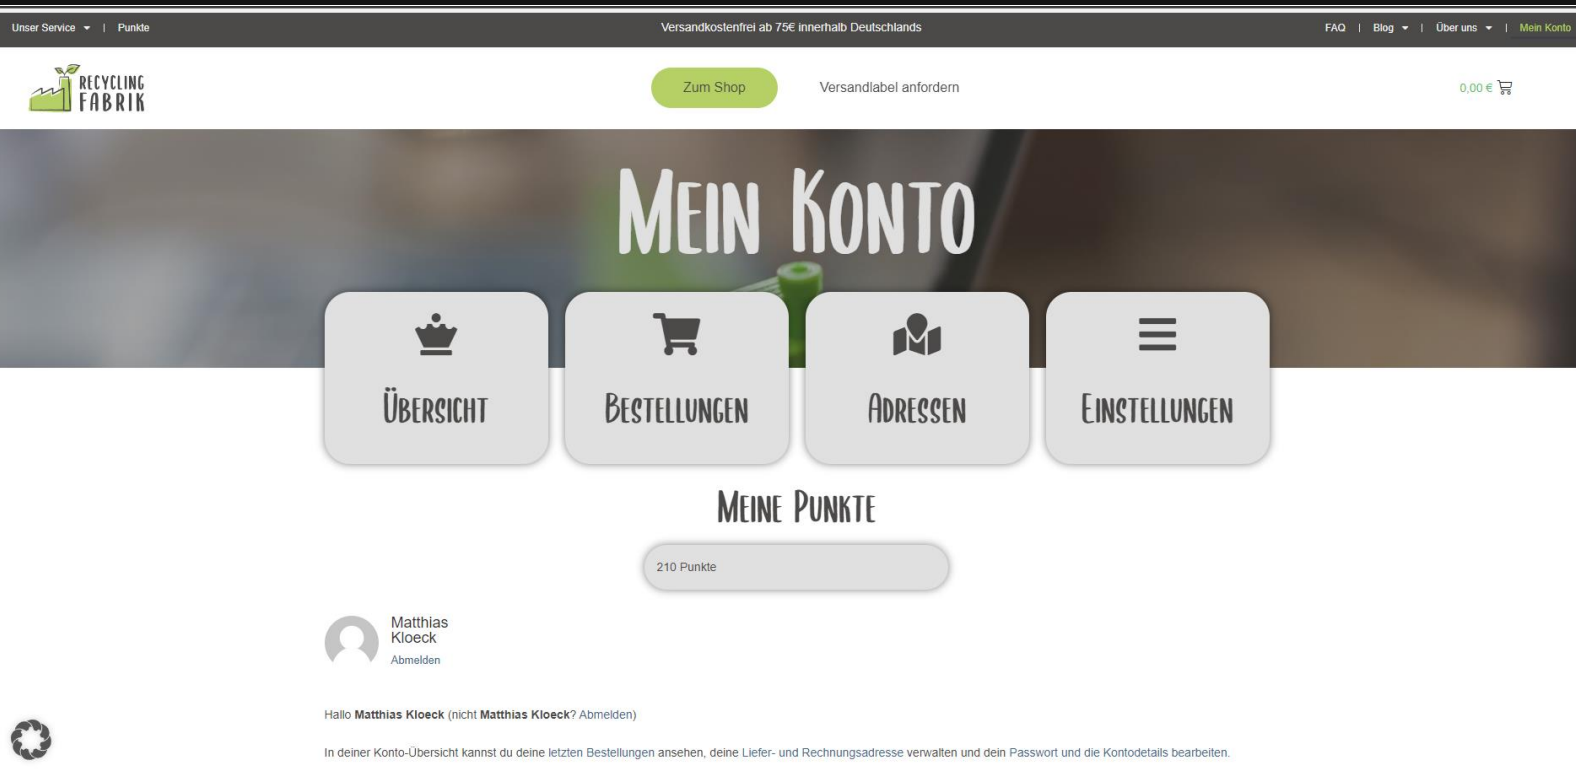 Unser Service | Punkte
Versandkostenfrei ab 75€ innerhalb Deutschlands
FAQ | Blog | Über uns | Mein Konto
RECYCLING
FABRIK
Zum Shop
Versandlabel anfordern
0,00 €
MEIN KONTO
ÜBERSICHT
BESTELLUNGEN
ADRESSEN
EINSTELLUNGEN
MEINE PUNKTE
210 Punkte
Matthias
Kloeck
Abmelden
Hallo Matthias Kloeck (nicht Matthias Kloeck? Abmelden)
In deiner Konto-Übersicht kannst du deine letzten Bestellungen ansehen, deine Liefer- und Rechnungsadresse verwalten und dein Passwort und die Kontodetails bearbeiten.